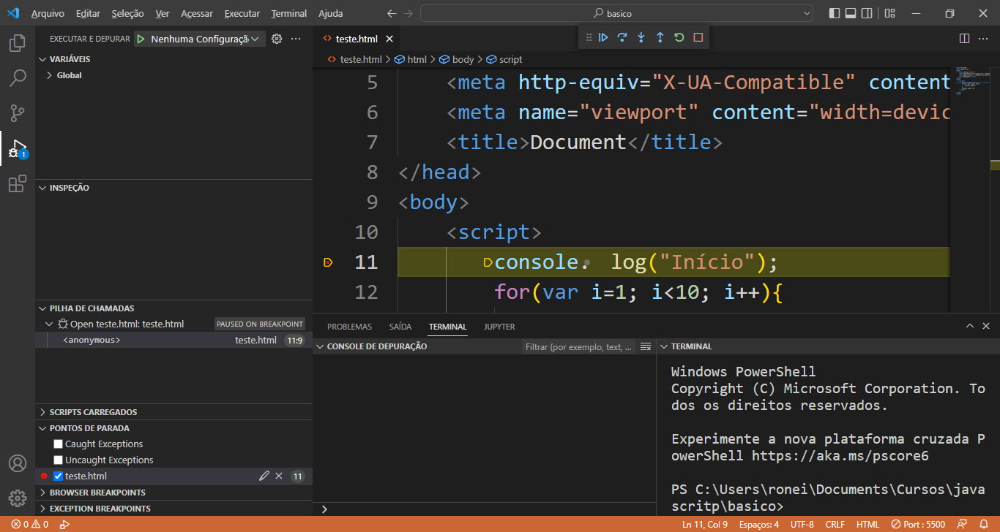 Arquivo Editar Seleção Ver Acessar Executar Terminal Ajuda basico
EXECUTAR E DEPURAR Nenhuma Configuraçã
VARIÁVEIS
Global
INSPEÇÃO
PILHA DE CHAMADAS
Open teste.html: teste.html PAUSED ON BREAKPOINT
<anonymous> teste.html 11:9
SCRIPTS CARREGADOS
PONTOS DE PARADA
Caught Exceptions
Uncaught Exceptions
teste.html 11
BROWSER BREAKPOINTS
EXCEPTION BREAKPOINTS
1
teste.html
teste.html > html > body > script
5 <meta http-equiv="X-UA-Compatible" content
6 <meta name="viewport" content="width=devic
7 <title>Document</title>
8 </head>
9 <body>
10 <script>
11 console. log("Início");
12 for(var i=1; i<10; i++){
PROBLEMAS SAÍDA TERMINAL JUPYTER
CONSOLE DE DEPURAÇÃO Filtrar (por exemplo, text, ...
TERMINAL
Windows PowerShell
Copyright (C) Microsoft Corporation. To
dos os direitos reservados.
Experimente a nova plataforma cruzada P
owerShell https://aka.ms/pscore6
PS C:\Users\ronei\Documents\Cursos\java
scritp\basico>
0 0 Ln 11, Col 9 Espaços: 4 UTF-8 CRLF HTML Port : 5500